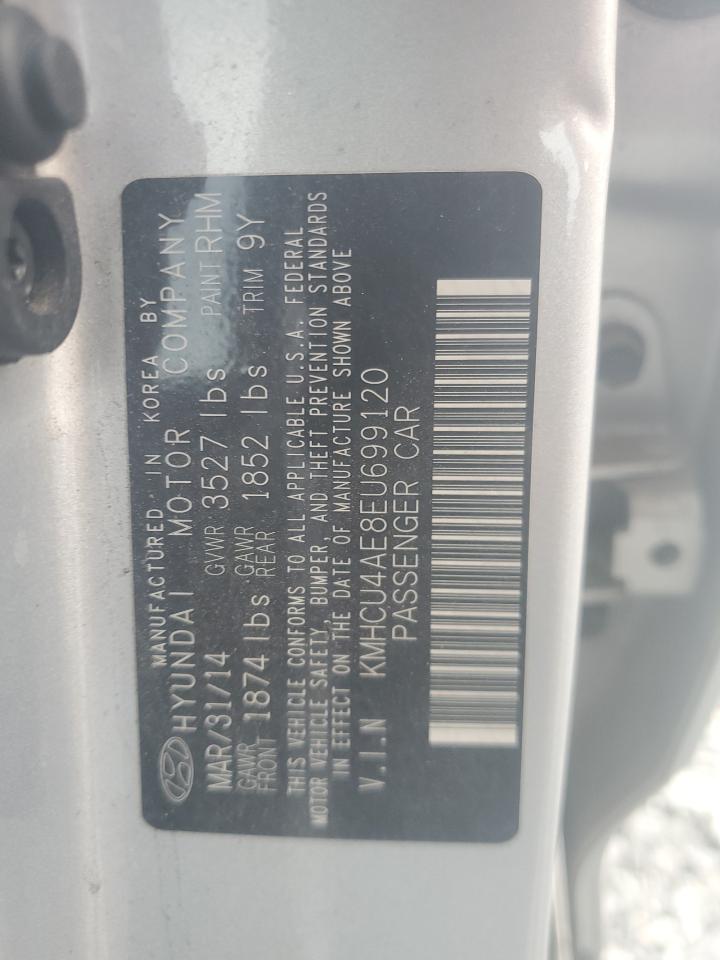 MANUFACTURED IN KOREA BY
HYUNDAI MOTOR COMPANY
MAR/31/14 GVWR 3527 lbs PAINT RHM
GAWR FRONT 1874 lbs GAWR REAR 1852 lbs TRIM 9Y
THIS VEHICLE CONFORMS TO ALL APPLICABLE U.S.A. FEDERAL
MOTOR VEHICLE SAFETY, BUMPER, AND THEFT PREVENTION STANDARDS
IN EFFECT ON THE DATE OF MANUFACTURE SHOWN ABOVE
V.I.N KMHCU4AE8EU699120
PASSENGER CAR